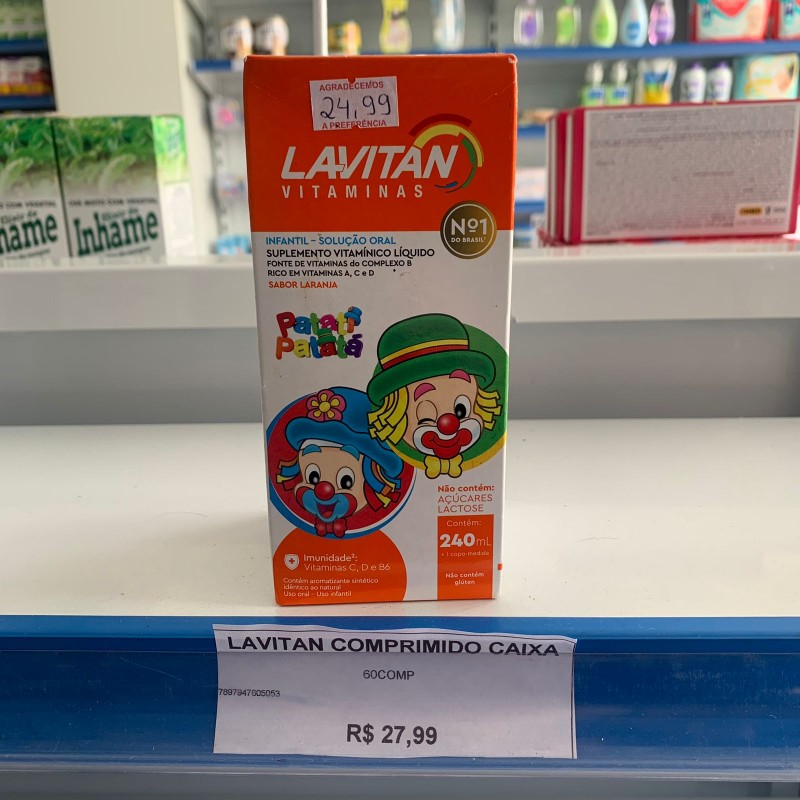 AGRADECEMOS
24,99
A PREFERÊNCIA
LAVITAN
VITAMINAS
Nº1
DO BRASIL¹
INFANTIL - SOLUÇÃO ORAL
SUPLEMENTO VITAMÍNICO LÍQUIDO
FONTE DE VITAMINAS do COMPLEXO B
RICO EM VITAMINAS A, C e D
SABOR LARANJA
Patati
Patatá
Não contém:
AÇÚCARES
LACTOSE
Contém:
240mL
+ 1 copo-medida
Não contém
glúten
Imunidade²:
Vitaminas C, D e B6
Contém aromatizante sintético
idêntico ao natural
Uso oral - Uso infantil
Inhame
LAVITAN COMPRIMIDO CAIXA
60COMP
7897947605053
R$ 27,99